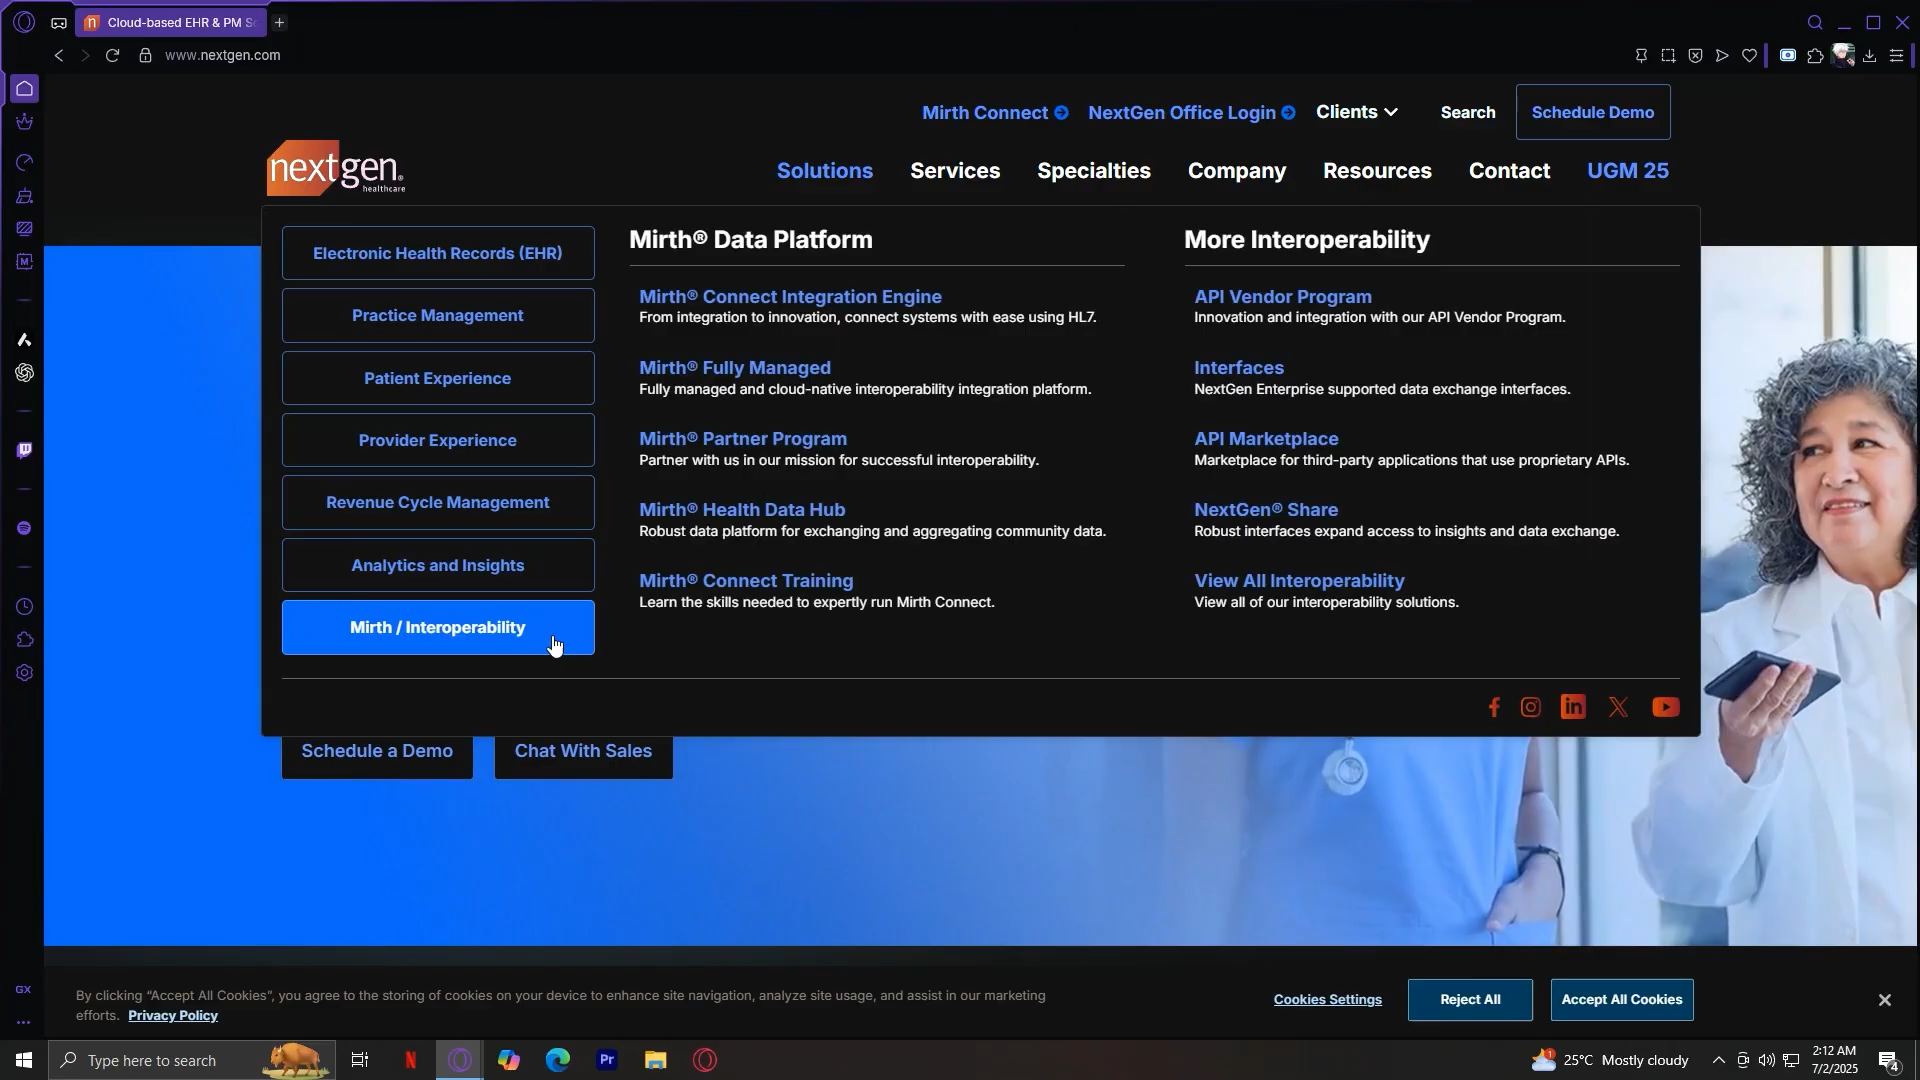 Cloud-based EHR & PM S
www.nextgen.com
Mirth Connect
NextGen Office Login
Clients
Search
Schedule Demo
nextgen.
healthcare
Solutions
Services
Specialties
Company
Resources
Contact
UGM 25
Electronic Health Records (EHR)
Practice Management
Patient Experience
Provider Experience
Revenue Cycle Management
Analytics and Insights
Mirth / Interoperability
Mirth® Data Platform
Mirth® Connect Integration Engine
From integration to innovation, connect systems with ease using HL7.
Mirth® Fully Managed
Fully managed and cloud-native interoperability integration platform.
Mirth® Partner Program
Partner with us in our mission for successful interoperability.
Mirth® Health Data Hub
Robust data platform for exchanging and aggregating community data.
Mirth® Connect Training
Learn the skills needed to expertly run Mirth Connect.
More Interoperability
API Vendor Program
Innovation and integration with our API Vendor Program.
Interfaces
NextGen Enterprise supported data exchange interfaces.
API Marketplace
Marketplace for third-party applications that use proprietary APIs.
NextGen® Share
Robust interfaces expand access to insights and data exchange.
View All Interoperability
View all of our interoperability solutions.
Schedule a Demo
Chat With Sales
By clicking “Accept All Cookies”, you agree to the storing of cookies on your device to enhance site navigation, analyze site usage, and assist in our marketing
efforts. Privacy Policy
Cookies Settings
Reject All
Accept All Cookies
GX
Type here to search
Pr
25°C Mostly cloudy
2:12 AM
7/2/2025
4